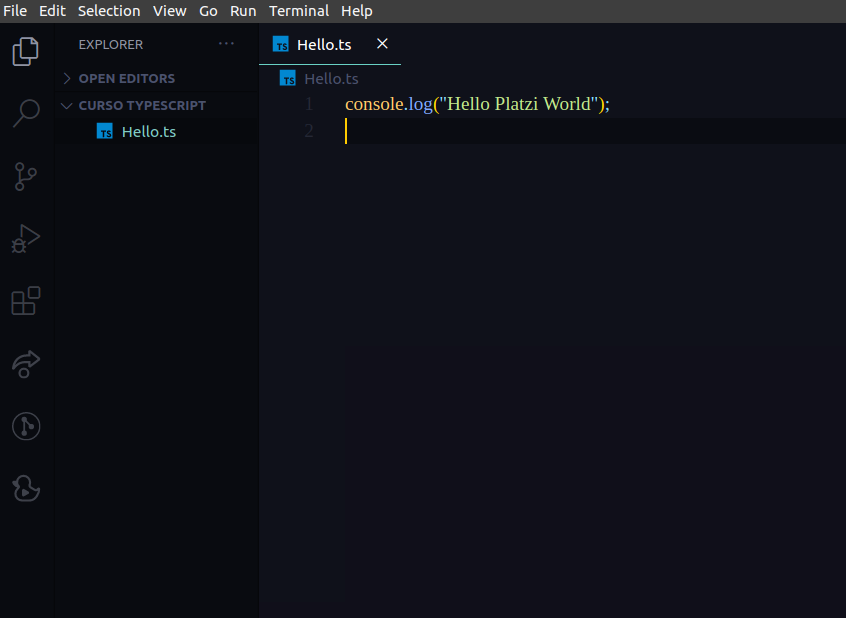 File Edit Selection View Go Run Terminal Help
EXPLORER ...
OPEN EDITORS
CURSO TYPESCRIPT
TS Hello.ts
TS Hello.ts
TS Hello.ts
1 console.log("Hello Platzi World");
2